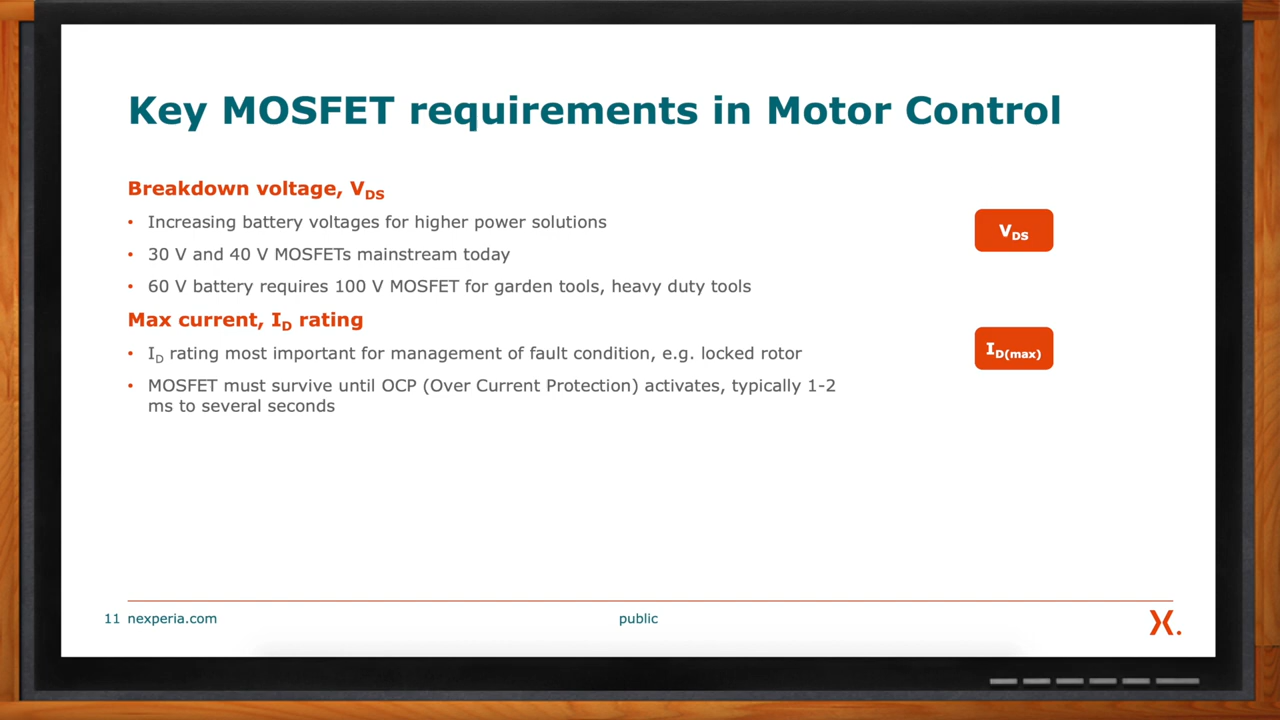 Key MOSFET requirements in Motor Control
Breakdown voltage, VDS
• Increasing battery voltages for higher power solutions
• 30 V and 40 V MOSFETs mainstream today
• 60 V battery requires 100 V MOSFET for garden tools, heavy duty tools
VDS
Max current, ID rating
• ID rating most important for management of fault condition, e.g. locked rotor
• MOSFET must survive until OCP (Over Current Protection) activates, typically 1-2
ms to several seconds
ID(max)
11 nexperia.com
public